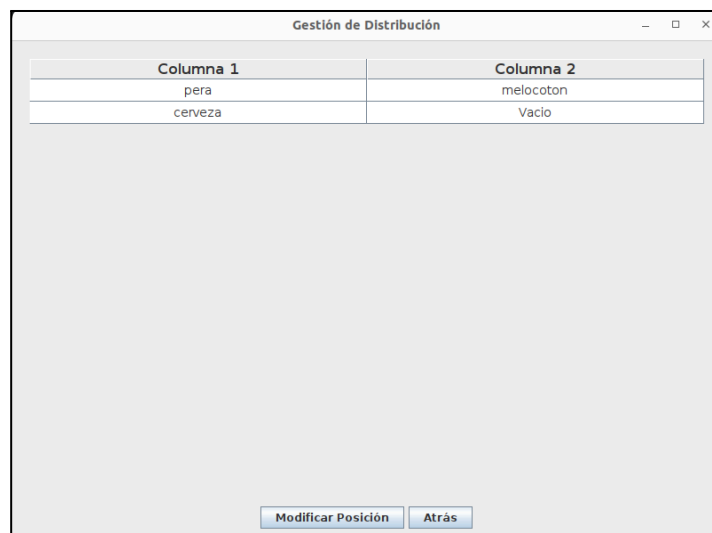 Gestión de Distribución
Columna 1 Columna 2
pera melocoton
cerveza Vacio
Modificar Posición Atrás